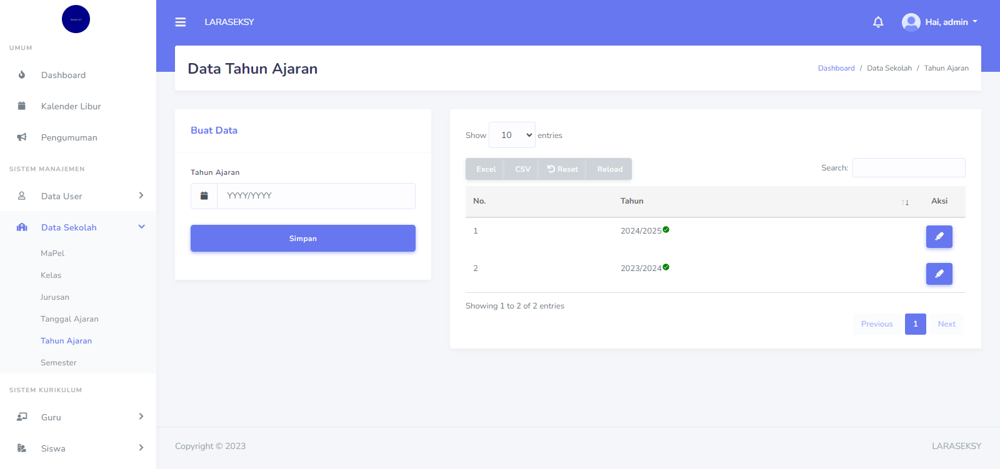 LARASEKSY
Hai, admin
UMUM
Dashboard
Kalender Libur
Pengumuman
SISTEM MANAJEMEN
Data User
Data Sekolah
MaPel
Kelas
Jurusan
Tanggal Ajaran
Tahun Ajaran
Semester
SISTEM KURIKULUM
Guru
Siswa
Data Tahun Ajaran
Dashboard / Data Sekolah / Tahun Ajaran
Buat Data
Tahun Ajaran
YYYY/YYYY
Simpan
Show 10 entries
Excel CSV Reset Reload
Search:
No. Tahun Aksi
1 2024/2025
2 2023/2024
Showing 1 to 2 of 2 entries
Previous 1 Next
Copyright © 2023
LARASEKSY